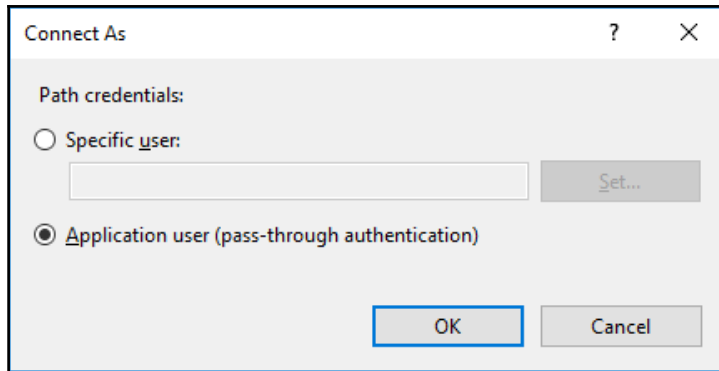 Connect As
?
Path credentials:
Specific user:
Set...
Application user (pass-through authentication)
OK
Cancel